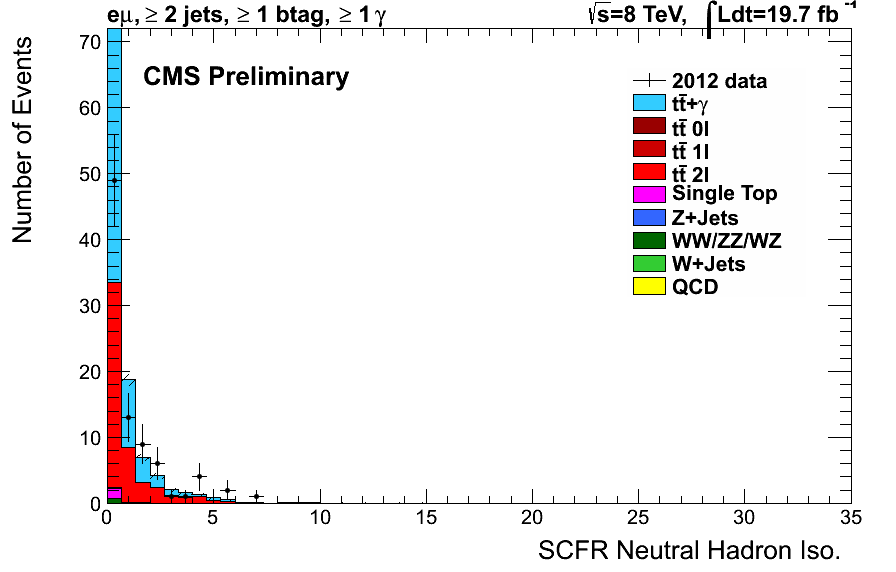 eμ, ≥ 2 jets, ≥ 1 btag, ≥ 1 γ
√s=8 TeV, ∫Ldt=19.7 fb⁻¹
CMS Preliminary
Number of Events
70
60
50
40
30
20
10
0
2012 data
tt̄+γ
tt̄ 0l
tt̄ 1l
tt̄ 2l
Single Top
Z+Jets
WW/ZZ/WZ
W+Jets
QCD
0 5 10 15 20 25 30 35
SCFR Neutral Hadron Iso.